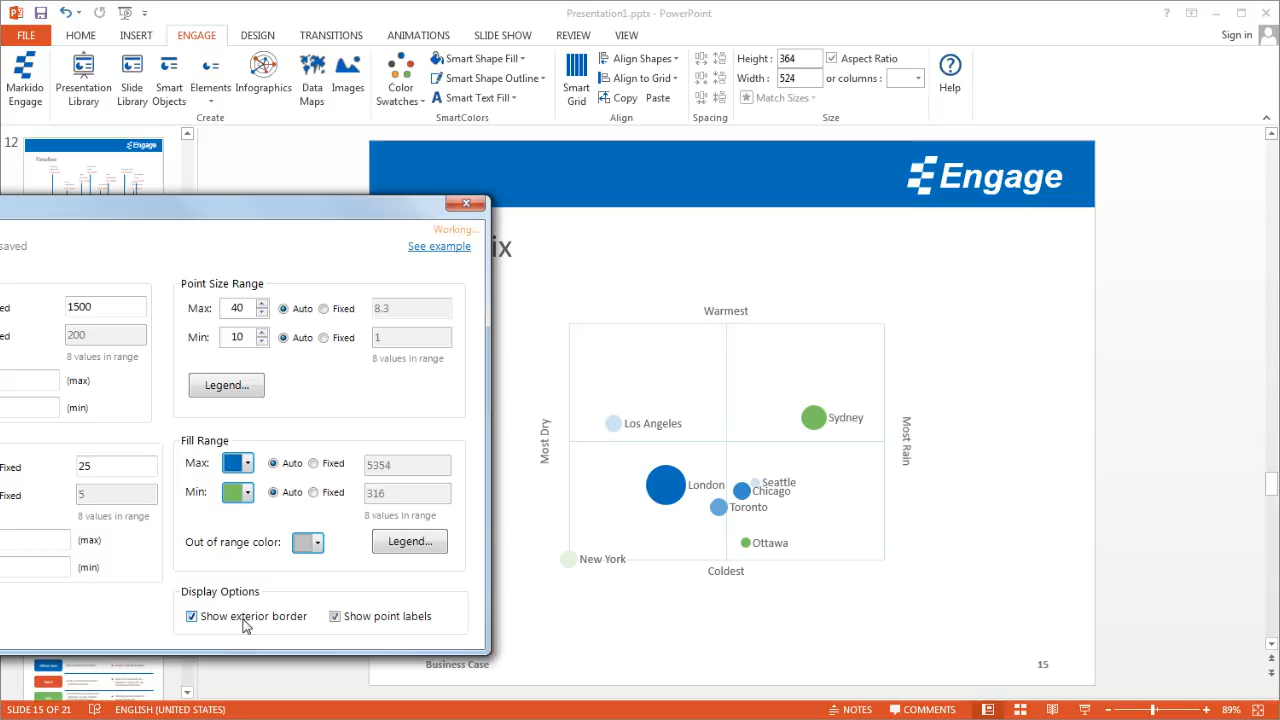 Presentation1.pptx - PowerPoint
FILE HOME INSERT ENGAGE DESIGN TRANSITIONS ANIMATIONS SLIDE SHOW REVIEW VIEW Sign in
Markido Engage
Presentation Library
Slide Library
Smart Objects
Elements
Infographics
Data Maps
Images
Create
Color Swatches
Smart Shape Fill
Smart Shape Outline
Smart Text Fill
SmartColors
Smart Grid
Align Shapes
Align to Grid
Copy Paste
Align
Spacing
Height: 364 Aspect Ratio
Width: 524 or columns:
Match Sizes
Size
Help
12
Engage
Timeline
Working...
saved
See example
ed 1500
ed 200
8 values in range
(max)
(min)
Fixed 25
Fixed 5
8 values in range
(max)
(min)
Point Size Range
Max: 40 Auto Fixed 8.3
Min: 10 Auto Fixed 1
8 values in range
Legend...
Fill Range
Max: Auto Fixed 5354
Min: Auto Fixed 316
8 values in range
Out of range color: Legend...
Display Options
Show exterior border Show point labels
Engage
ix
Warmest
Most Dry
Most Rain
Los Angeles
Sydney
London
Seattle
Chicago
Toronto
Ottawa
New York
Coldest
Business Case 15
SLIDE 15 OF 21 ENGLISH (UNITED STATES) NOTES COMMENTS 89%